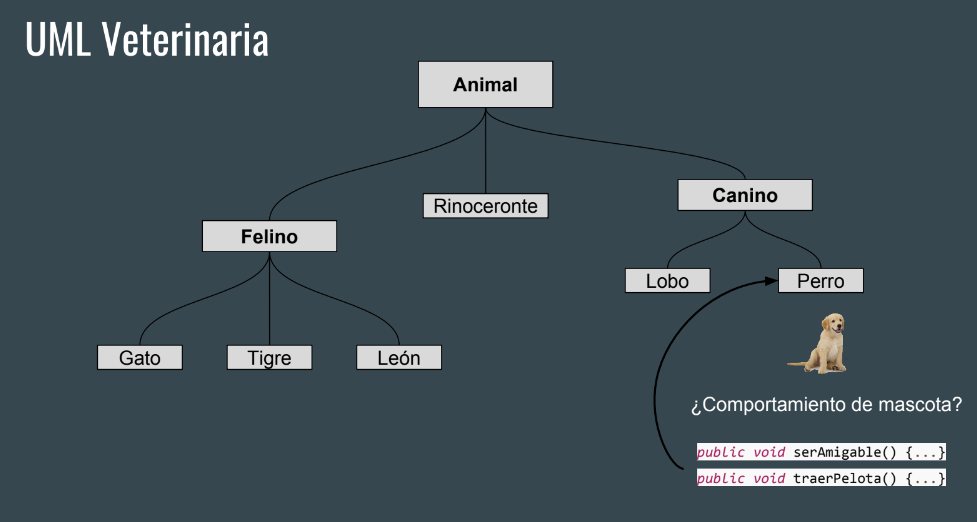 UML Veterinaria
Animal
Rinoceronte
Canino
Felino
Lobo
Perro
Gato
Tigre
León
¿Comportamiento de mascota?
public void serAmigable() {...}
public void traerPelota() {...}